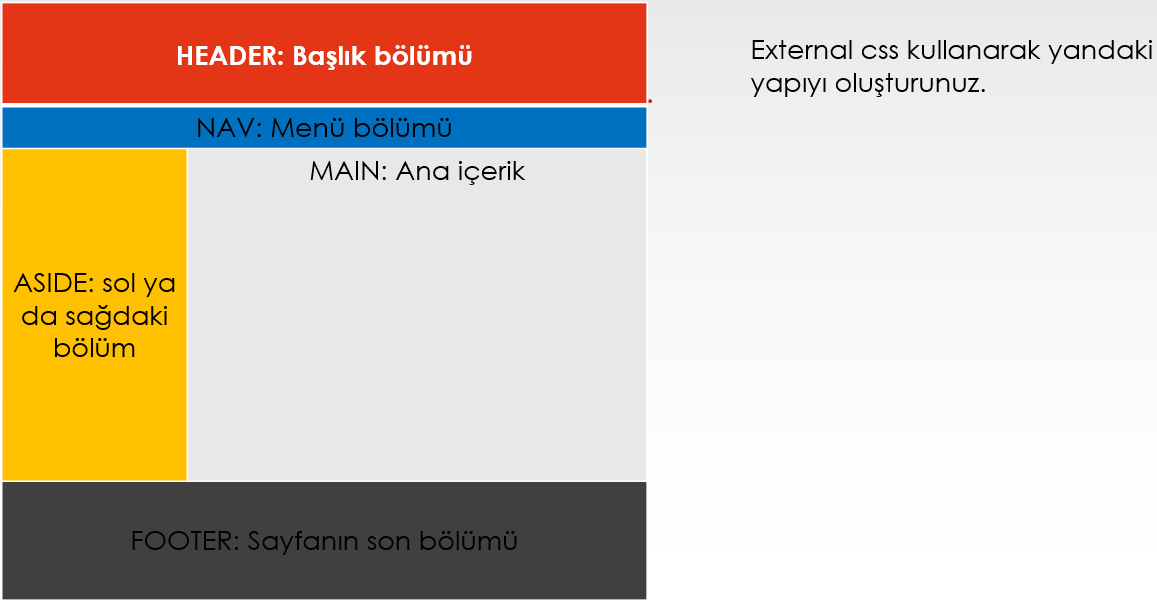 HEADER: Başlık bölümü
NAV: Menü bölümü
ASIDE: sol ya
da sağdaki
bölüm
MAIN: Ana içerik
FOOTER: Sayfanın son bölümü
External css kullanarak yandaki
yapıyı oluşturunuz.